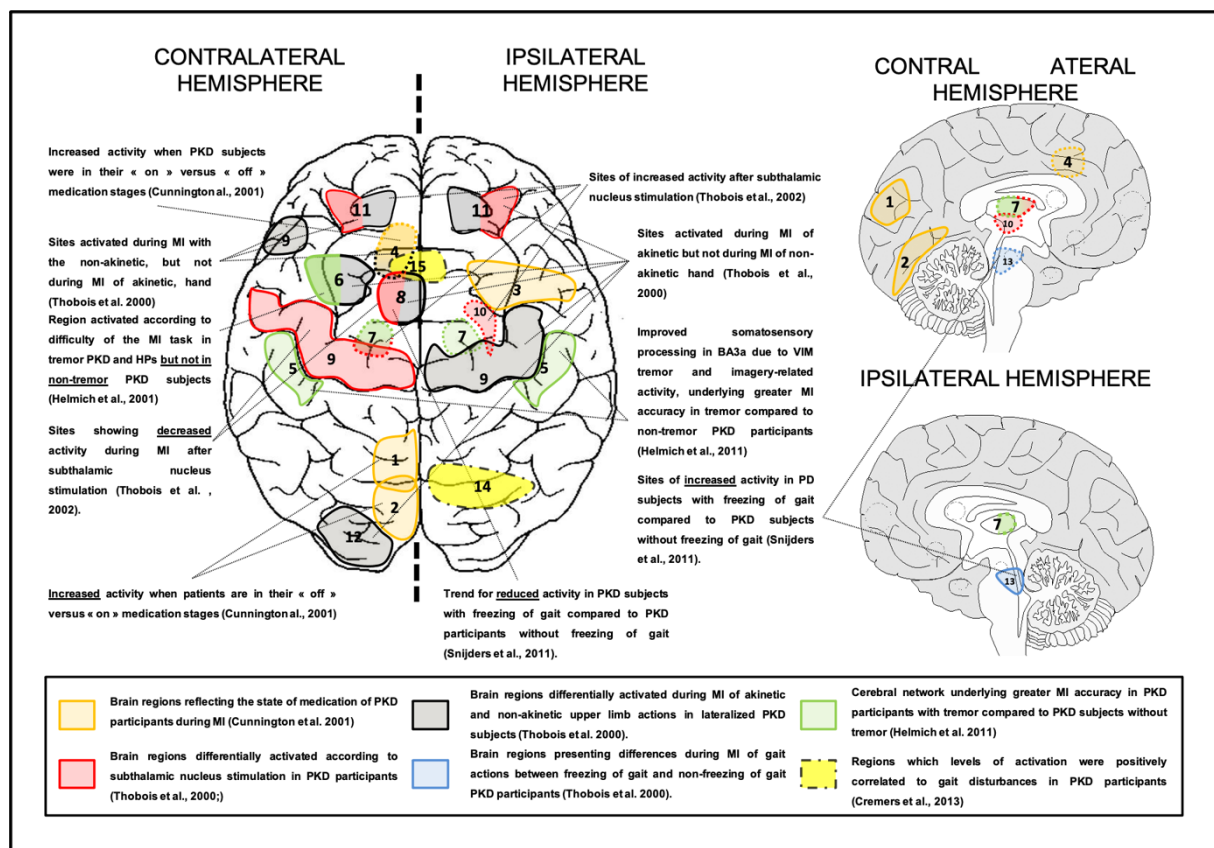 CONTRALATERAL
HEMISPHERE
IPSILATERAL
HEMISPHERE
CONTRAL ATERAL
HEMISPHERE
Increased activity when PKD subjects
were in their « on » versus « off »
medication stages (Cunnington al., 2001)
Sites activated during MI with
the non-akinetic, but not
during MI of akinetic, hand
(Thobois et al. 2000)
Region activated according to
difficulty of the MI task in
tremor PKD and HPs but not in
non-tremor PKD subjects
(Helmich et al., 2001)
Sites showing decreased
activity during MI after
subthalamic nucleus
stimulation (Thobois et al. ,
2002).
Increased activity when patients are in their « off »
versus « on » medication stages (Cunnington al., 2001)
11
11
9
4
15
6
8
3
10
7
7
9
9
5
5
1
2
14
12
Sites of increased activity after subthalamic
nucleus stimulation (Thobois et al., 2002)
Sites activated during MI of
akinetic but not during MI of non-
akinetic hand (Thobois et al.,
2000)
Improved somatosensory
processing in BA3a due to VIM
tremor and imagery-related
activity, underlying greater MI
accuracy in tremor compared to
non-tremor PKD participants
(Helmich et al., 2011)
Sites of increased activity in PD
subjects with freezing of gait
compared to PKD subjects
without freezing of gait (Snijders
et al., 2011).
Trend for reduced activity in PKD subjects
with freezing of gait compared to PKD
participants without freezing of gait
(Snijders et al., 2011).
4
1
7
10
2
13
IPSILATERAL HEMISPHERE
7
13
Brain regions reflecting the state of medication of PKD
participants during MI (Cunnington et al. 2001)
Brain regions differentially activated during MI of akinetic
and non-akinetic upper limb actions in lateralized PKD
subjects (Thobois et al. 2000).
Cerebral network underlying greater MI accuracy in PKD
participants with tremor compared to PKD subjects without
tremor (Helmich et al. 2011)
Brain regions differentially activated according to
subthalamic nucleus stimulation in PKD participants
(Thobois et al., 2000;)
Brain regions presenting differences during MI of gait
actions between freezing of gait and non-freezing of gait
PKD participants (Thobois et al. 2000).
Regions which levels of activation were positively
correlated to gait disturbances in PKD participants
(Cremers et al., 2013)